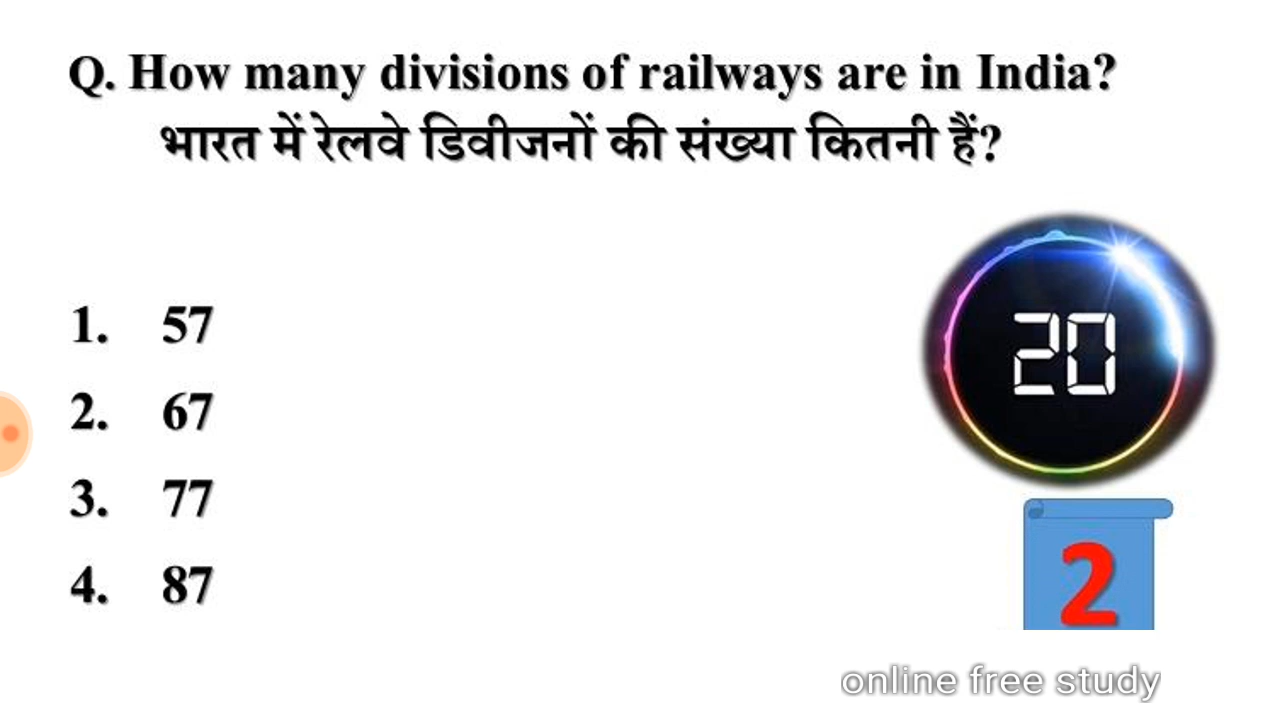 Q. How many divisions of railways are in India?
भारत में रेलवे डिवीजनों की संख्या कितनी हैं?
1. 57
2. 67
3. 77
4. 87
20
2
online free study